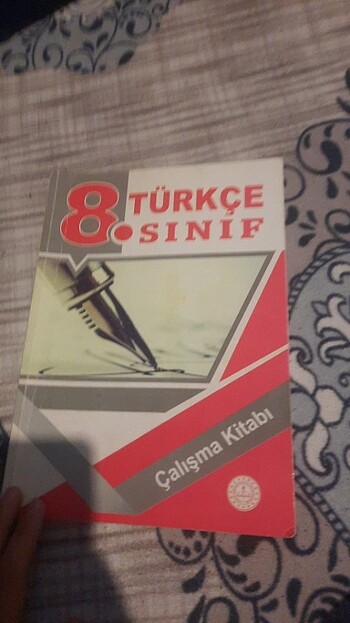 8. TÜRKÇE
SINIF
Çalışma Kitabı